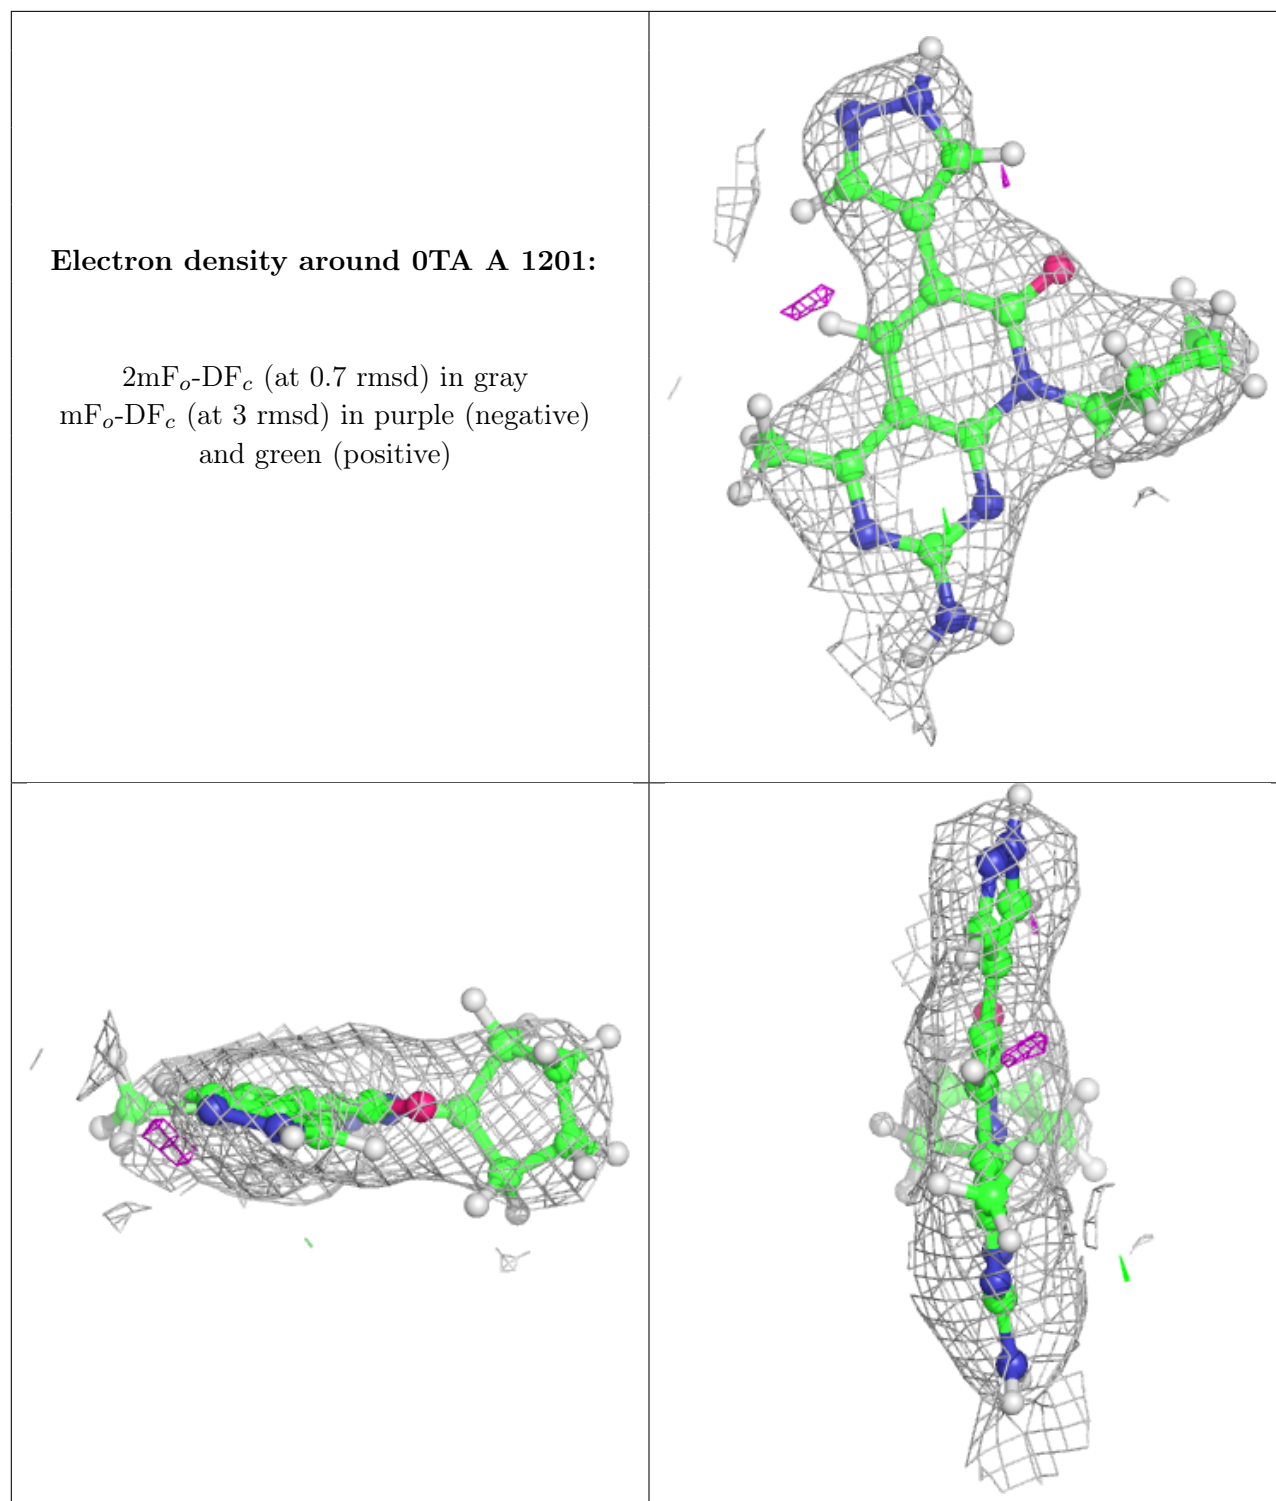 Electron density around 0TA A 1201:
2mFo-DFc (at 0.7 rmsd) in gray
mFo-DFc (at 3 rmsd) in purple (negative)
and green (positive)